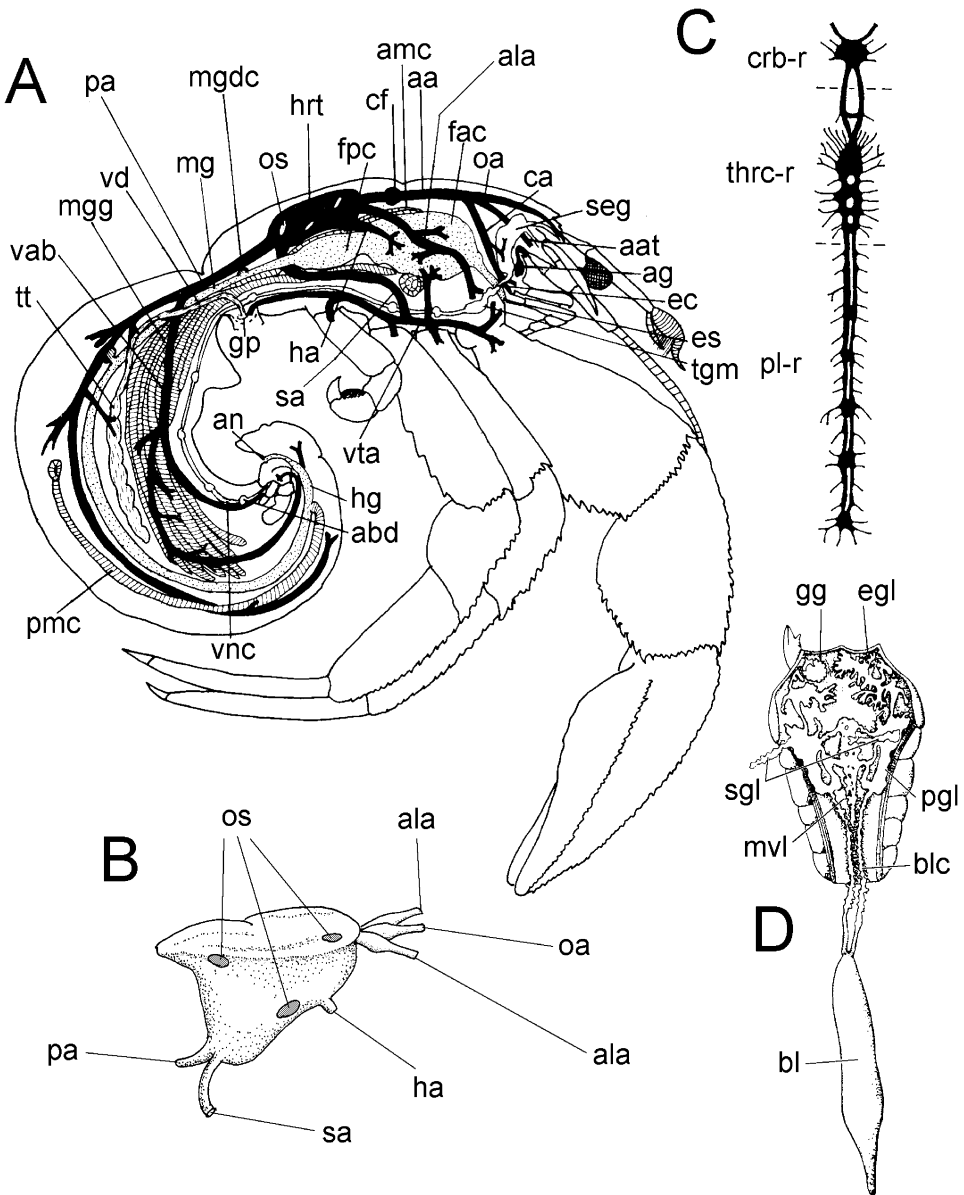 A
pa
mgdc
hrt
cf
amc
aa
ala
fac
oa
ca
seg
aat
ag
ec
es
tgm
vd
mg
os
fpc
mgg
vab
tt
gp
ha
sa
an
vta
hg
abd
pmc
vnc
C
crb-r
thrc-r
pl-r
B
os
ala
oa
ala
pa
ha
sa
gg
egl
sgl
pgl
mvl
blc
D
bl